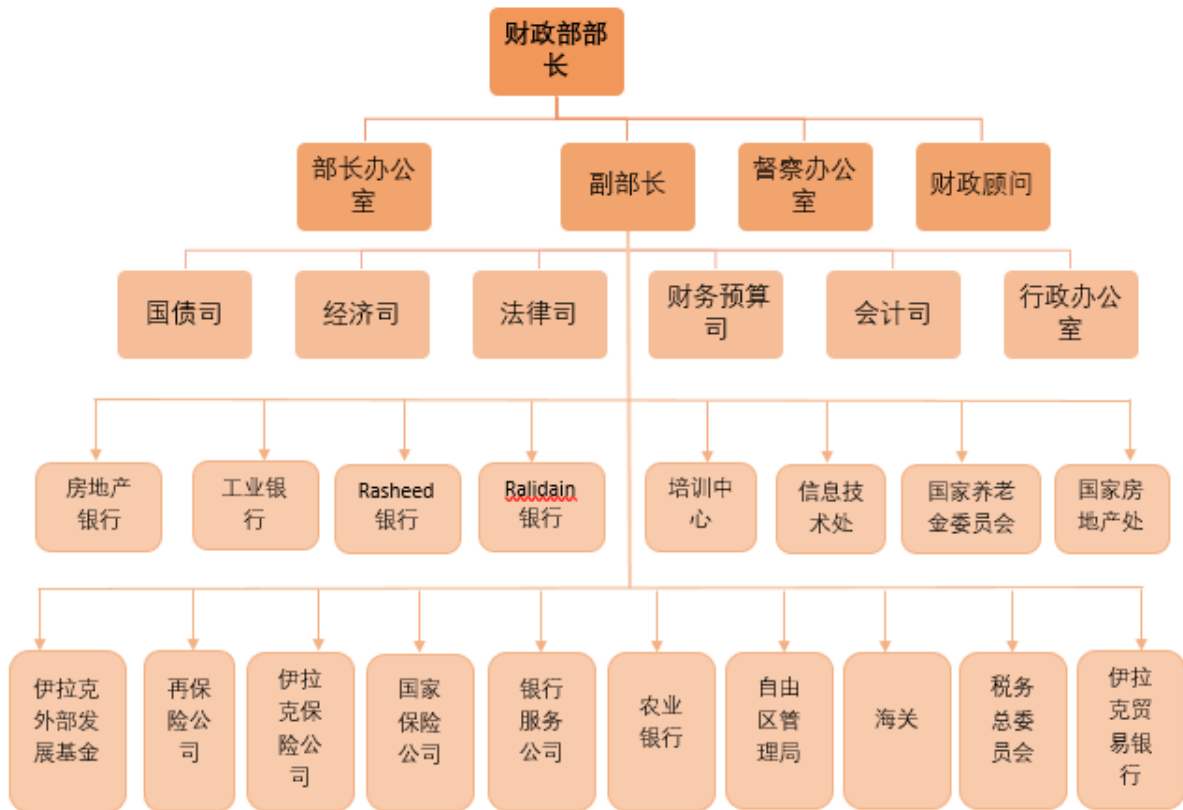 财政部部
长
部长办公
室
副部长
督察办公
室
财政顾问
国债司
经济司
法律司
财务预算
司
会计司
行政办公
室
房地产
银行
工业银
行
Rasheed
银行
Ralidain
银行
培训中
心
信息技
术处
国家养老
金委员会
国家房
地产处
伊拉克
外部发
展基金
再保
险公
司
伊拉
克保
险公
司
国家
保险
公司
银行
服务
公司
农业
银行
自由
区管
理局
海关
税务
总委
员会
伊拉
克贸
易银
行